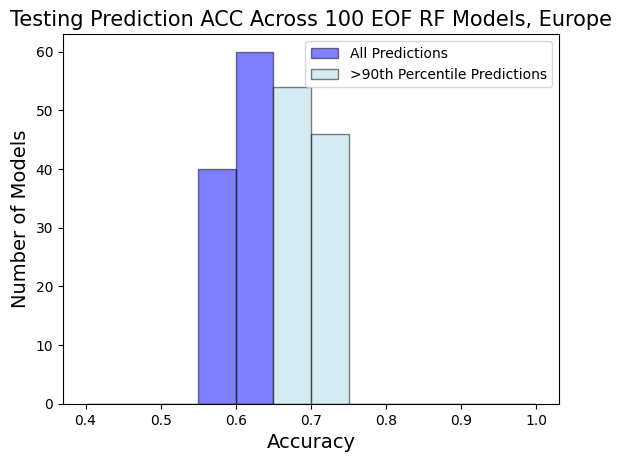 Testing Prediction ACC Across 100 EOF RF Models, Europe
All Predictions
>90th Percentile Predictions
Number of Models
60
50
40
30
20
10
0
0.4 0.5 0.6 0.7 0.8 0.9 1.0
Accuracy